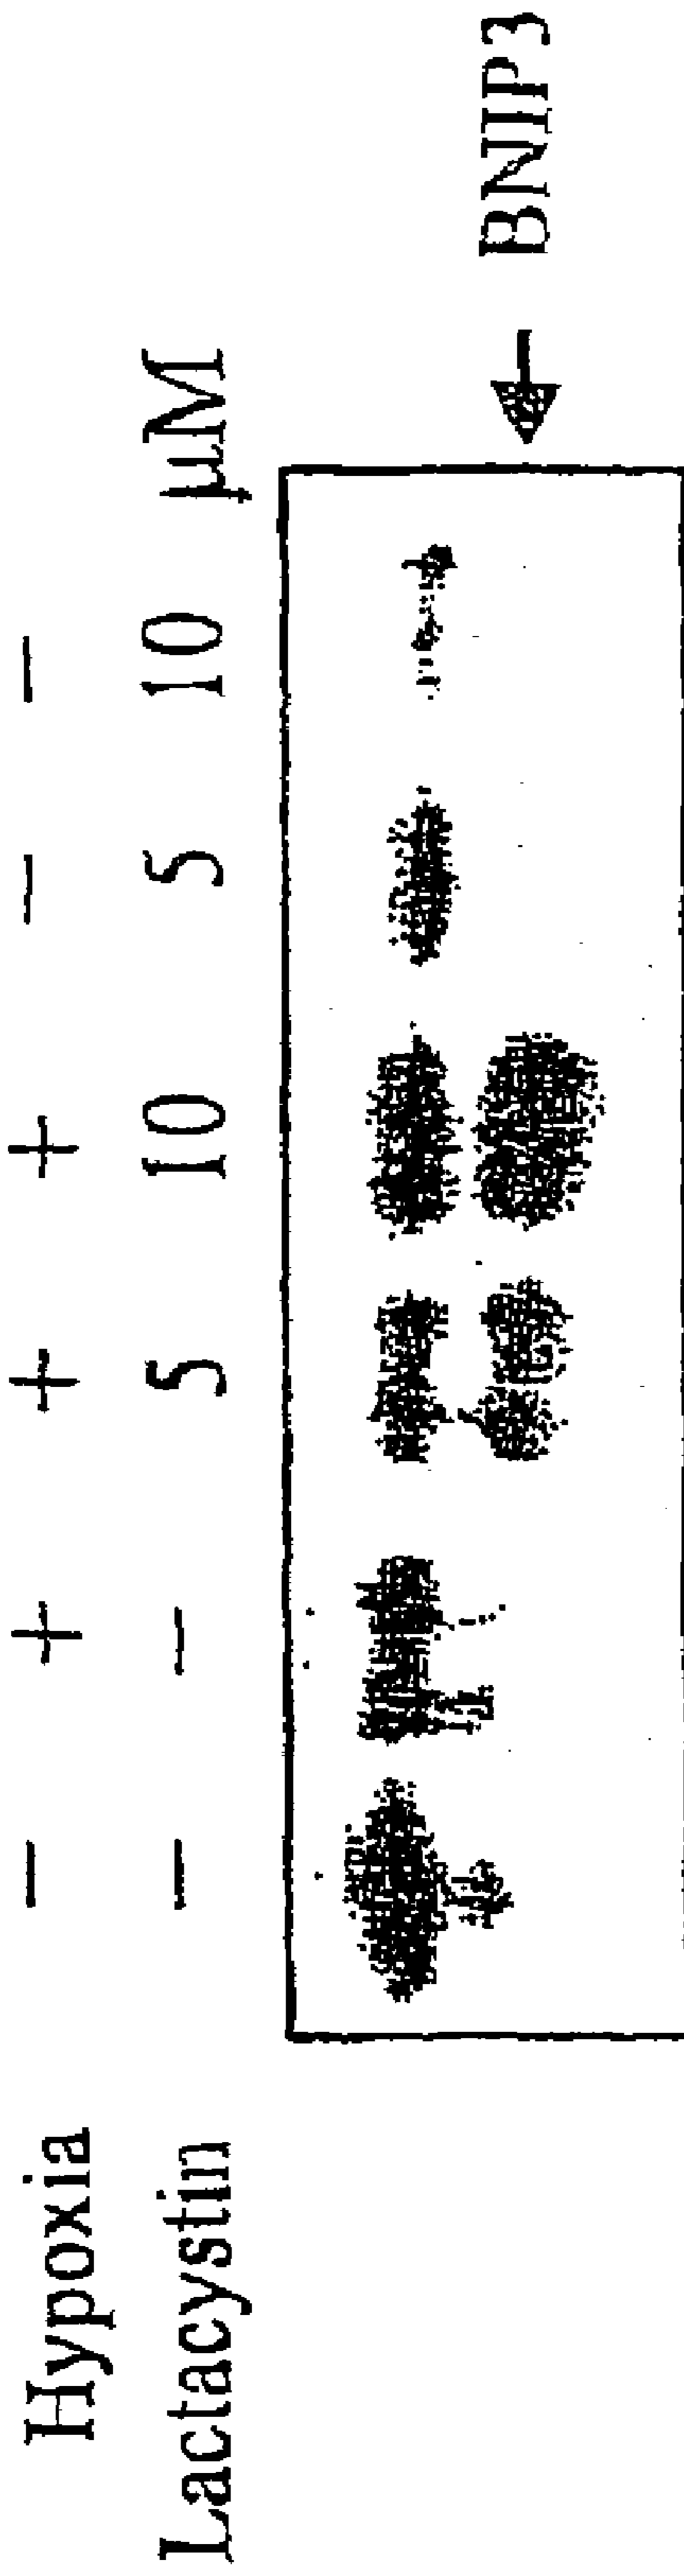 Hypoxia − + + + − −
Lactacystin − − 5 10 5 10 µM
BNIP3